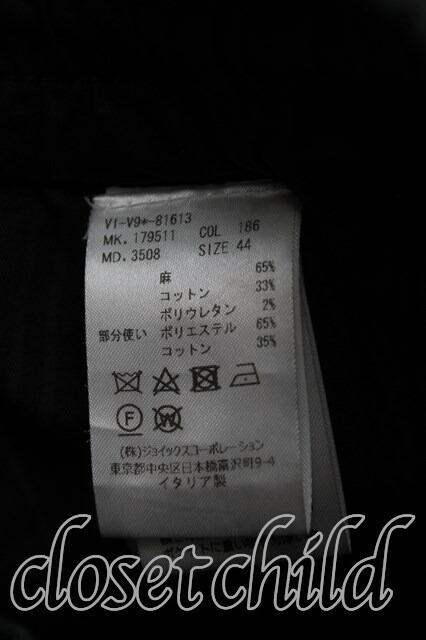 VI-V9*-81613
MK. 179511 COL 186
MD. 3508 SIZE 44
麻 65%
コットン 33%
ポリウレタン 2%
部分使い ポリエステル 65%
コットン 35%
F
W
(株)ジョイックスコーポレーション
東京都中央区日本橋富沢町9-4
イタリア製
closetchild